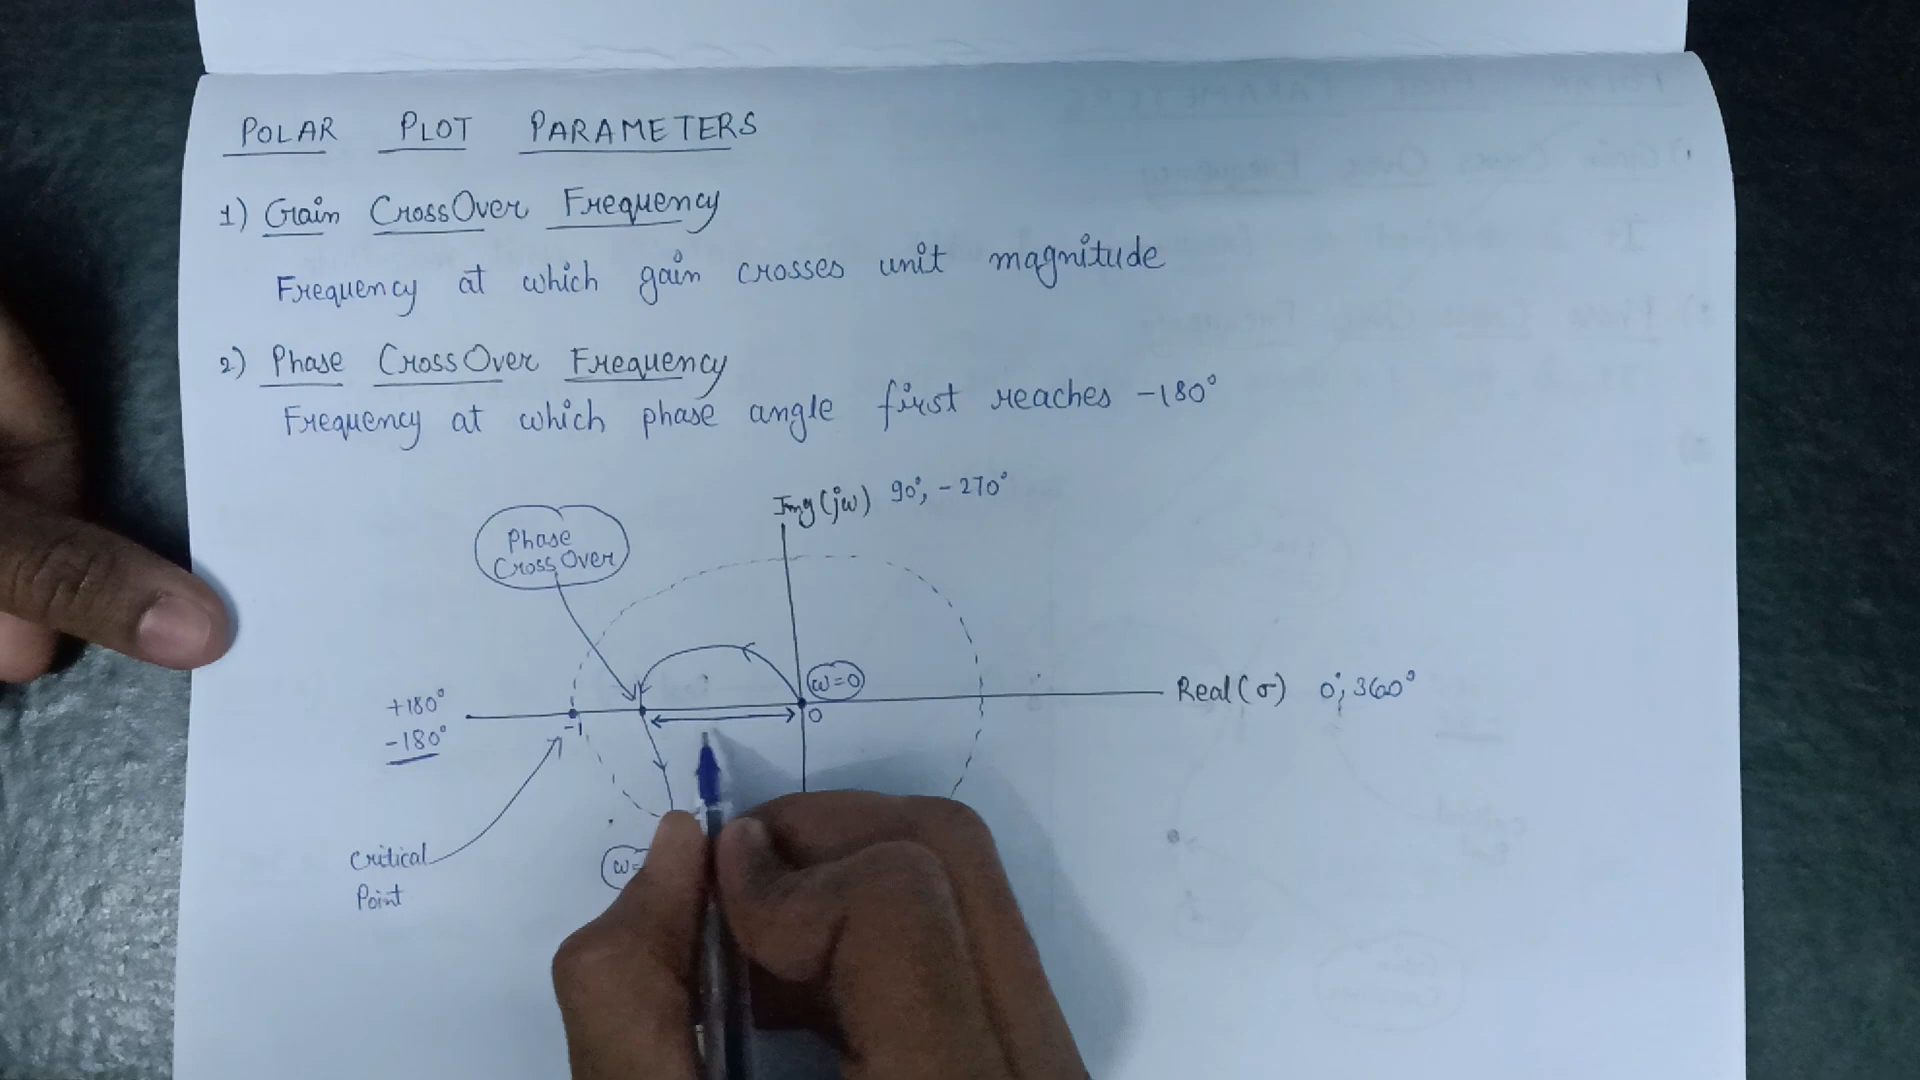 POLAR PLOT PARAMETERS
1) Gain CrossOver Frequency
Frequency at which gain crosses unit magnitude
2) Phase CrossOver Frequency
Frequency at which phase angle first reaches -180°
Img (jω) 90°, -270°
Phase
CrossOver
ω=0
+180°
-180°
-1
0
Real (σ) 0°, 360°
Critical
Point
ω=